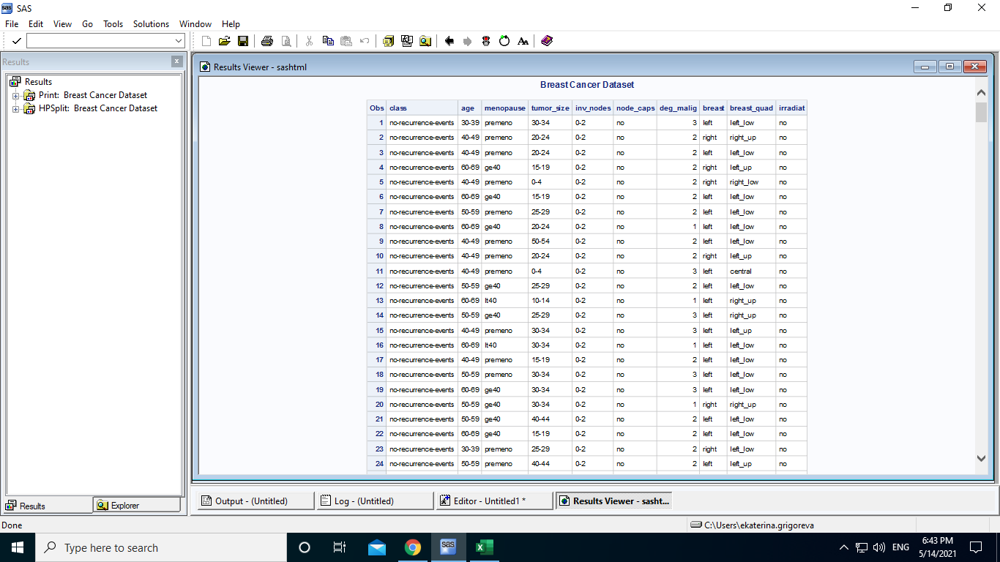 SAS
File Edit View Go Tools Solutions Window Help
Results
Results
Print: Breast Cancer Dataset
HPSplit: Breast Cancer Dataset
Results Explorer
Results Viewer - sashtml
Breast Cancer Dataset
Obs class age menopause tumor_size inv_nodes node_caps deg_malig breast breast_quad irradiat
1 no-recurrence-events 30-39 premeno 30-34 0-2 no 3 left left_low no
2 no-recurrence-events 40-49 premeno 20-24 0-2 no 2 right right_up no
3 no-recurrence-events 40-49 premeno 20-24 0-2 no 2 left left_low no
4 no-recurrence-events 60-69 ge40 15-19 0-2 no 2 right left_up no
5 no-recurrence-events 40-49 premeno 0-4 0-2 no 2 right right_low no
6 no-recurrence-events 60-69 ge40 15-19 0-2 no 2 left left_low no
7 no-recurrence-events 50-59 premeno 25-29 0-2 no 2 left left_low no
8 no-recurrence-events 60-69 ge40 20-24 0-2 no 1 left left_low no
9 no-recurrence-events 40-49 premeno 50-54 0-2 no 2 left left_low no
10 no-recurrence-events 40-49 premeno 20-24 0-2 no 2 right left_up no
11 no-recurrence-events 40-49 premeno 0-4 0-2 no 3 left central no
12 no-recurrence-events 50-59 ge40 25-29 0-2 no 2 left left_low no
13 no-recurrence-events 60-69 lt40 10-14 0-2 no 1 left right_up no
14 no-recurrence-events 50-59 ge40 25-29 0-2 no 3 left right_up no
15 no-recurrence-events 40-49 premeno 30-34 0-2 no 3 left left_up no
16 no-recurrence-events 60-69 lt40 30-34 0-2 no 1 left left_low no
17 no-recurrence-events 40-49 premeno 15-19 0-2 no 2 left left_low no
18 no-recurrence-events 50-59 premeno 30-34 0-2 no 3 left left_low no
19 no-recurrence-events 60-69 ge40 30-34 0-2 no 3 left left_low no
20 no-recurrence-events 50-59 ge40 30-34 0-2 no 1 right right_up no
21 no-recurrence-events 50-59 ge40 40-44 0-2 no 2 left left_low no
22 no-recurrence-events 60-69 ge40 15-19 0-2 no 2 left left_low no
23 no-recurrence-events 30-39 premeno 25-29 0-2 no 2 right left_low no
24 no-recurrence-events 50-59 premeno 40-44 0-2 no 2 left left_up no
Output - (Untitled) Log - (Untitled) Editor - Untitled1 * Results Viewer - sasht...
Done C:\Users\ekaterina.grigoreva
Type here to search ENG 6:43 PM
5/14/2021